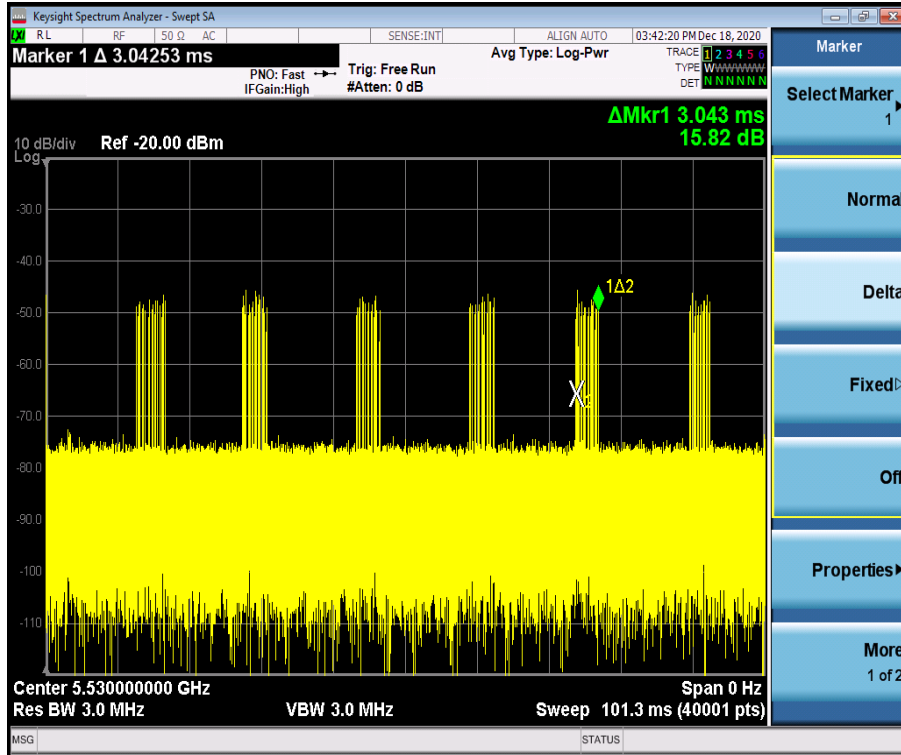 Keysight Spectrum Analyzer - Swept SA
LXI RL RF 50 Ω AC SENSE:INT ALIGN AUTO 03:42:20 PM Dec 18, 2020
Marker 1 Δ 3.04253 ms
PNO: Fast
IFGain:High
Trig: Free Run
#Atten: 0 dB
Avg Type: Log-Pwr
TRACE 1 2 3 4 5 6
TYPE WWWWWW
DET N N N N N N
ΔMkr1 3.043 ms
15.82 dB
10 dB/div Ref -20.00 dBm
Log
-30.0
-40.0
-50.0
-60.0
-70.0
-80.0
-90.0
-100
-110
1Δ2
Center 5.530000000 GHz
Span 0 Hz
Res BW 3.0 MHz
VBW 3.0 MHz
Sweep 101.3 ms (40001 pts)
MSG
STATUS
Marker
Select Marker
1
Normal
Delta
Fixed
Off
Properties
More
1 of 2